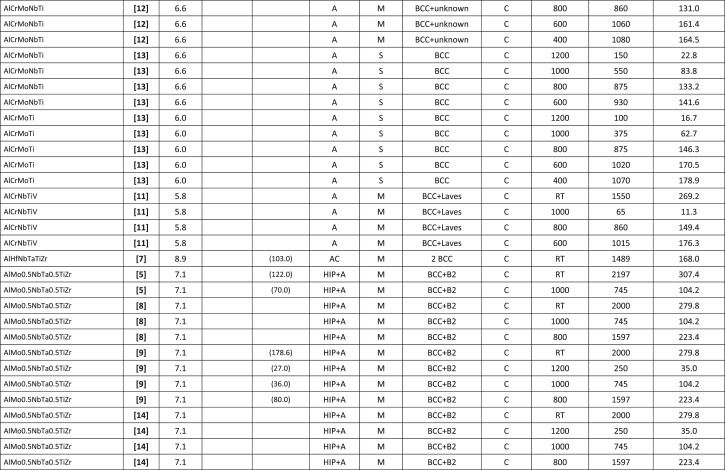 AlCrMoNbTi [12] 6.6 A M BCC+unknown C 800 860 131.0
AlCrMoNbTi [12] 6.6 A M BCC+unknown C 600 1060 161.4
AlCrMoNbTi [12] 6.6 A M BCC+unknown C 400 1080 164.5
AlCrMoNbTi [13] 6.6 A S BCC C 1200 150 22.8
AlCrMoNbTi [13] 6.6 A S BCC C 1000 550 83.8
AlCrMoNbTi [13] 6.6 A S BCC C 800 875 133.2
AlCrMoNbTi [13] 6.6 A S BCC C 600 930 141.6
AlCrMoTi [13] 6.0 A S BCC C 1200 100 16.7
AlCrMoTi [13] 6.0 A S BCC C 1000 375 62.7
AlCrMoTi [13] 6.0 A S BCC C 800 875 146.3
AlCrMoTi [13] 6.0 A S BCC C 600 1020 170.5
AlCrMoTi [13] 6.0 A S BCC C 400 1070 178.9
AlCrNbTiV [11] 5.8 A M BCC+Laves C RT 1550 269.2
AlCrNbTiV [11] 5.8 A M BCC+Laves C 1000 65 11.3
AlCrNbTiV [11] 5.8 A M BCC+Laves C 800 860 149.4
AlCrNbTiV [11] 5.8 A M BCC+Laves C 600 1015 176.3
AlHfNbTaTiZr [7] 8.9 (103.0) AC M 2 BCC C RT 1489 168.0
AlMo0.5NbTa0.5TiZr [5] 7.1 (122.0) HIP+A M BCC+B2 C RT 2197 307.4
AlMo0.5NbTa0.5TiZr [5] 7.1 (70.0) HIP+A M BCC+B2 C 1000 745 104.2
AlMo0.5NbTa0.5TiZr [8] 7.1 HIP+A M BCC+B2 C RT 2000 279.8
AlMo0.5NbTa0.5TiZr [8] 7.1 HIP+A M BCC+B2 C 1000 745 104.2
AlMo0.5NbTa0.5TiZr [8] 7.1 HIP+A M BCC+B2 C 800 1597 223.4
AlMo0.5NbTa0.5TiZr [9] 7.1 (178.6) HIP+A M BCC+B2 C RT 2000 279.8
AlMo0.5NbTa0.5TiZr [9] 7.1 (27.0) HIP+A M BCC+B2 C 1200 250 35.0
AlMo0.5NbTa0.5TiZr [9] 7.1 (36.0) HIP+A M BCC+B2 C 1000 745 104.2
AlMo0.5NbTa0.5TiZr [9] 7.1 (80.0) HIP+A M BCC+B2 C 800 1597 223.4
AlMo0.5NbTa0.5TiZr [14] 7.1 HIP+A M BCC+B2 C RT 2000 279.8
AlMo0.5NbTa0.5TiZr [14] 7.1 HIP+A M BCC+B2 C 1200 250 35.0
AlMo0.5NbTa0.5TiZr [14] 7.1 HIP+A M BCC+B2 C 1000 745 104.2
AlMo0.5NbTa0.5TiZr [14] 7.1 HIP+A M BCC+B2 C 800 1597 223.4